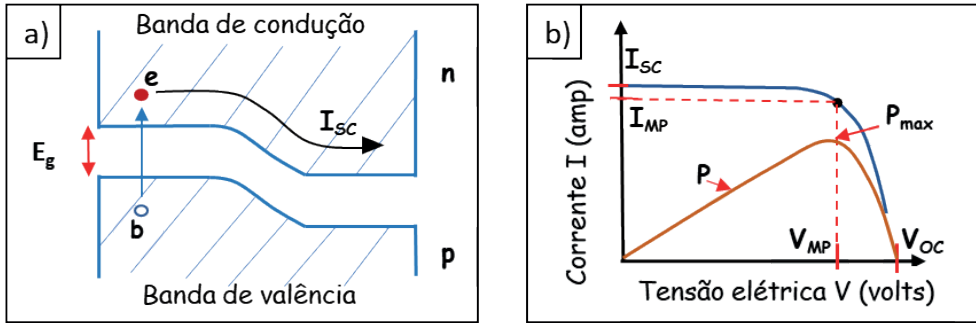 a)
Banda de condução
n
e
I_SC
E_g
b
p
Banda de valência
b)
I_SC
I_MP
P_max
P
V_MP
V_OC
Corrente I (amp)
Tensão elétrica V (volts)